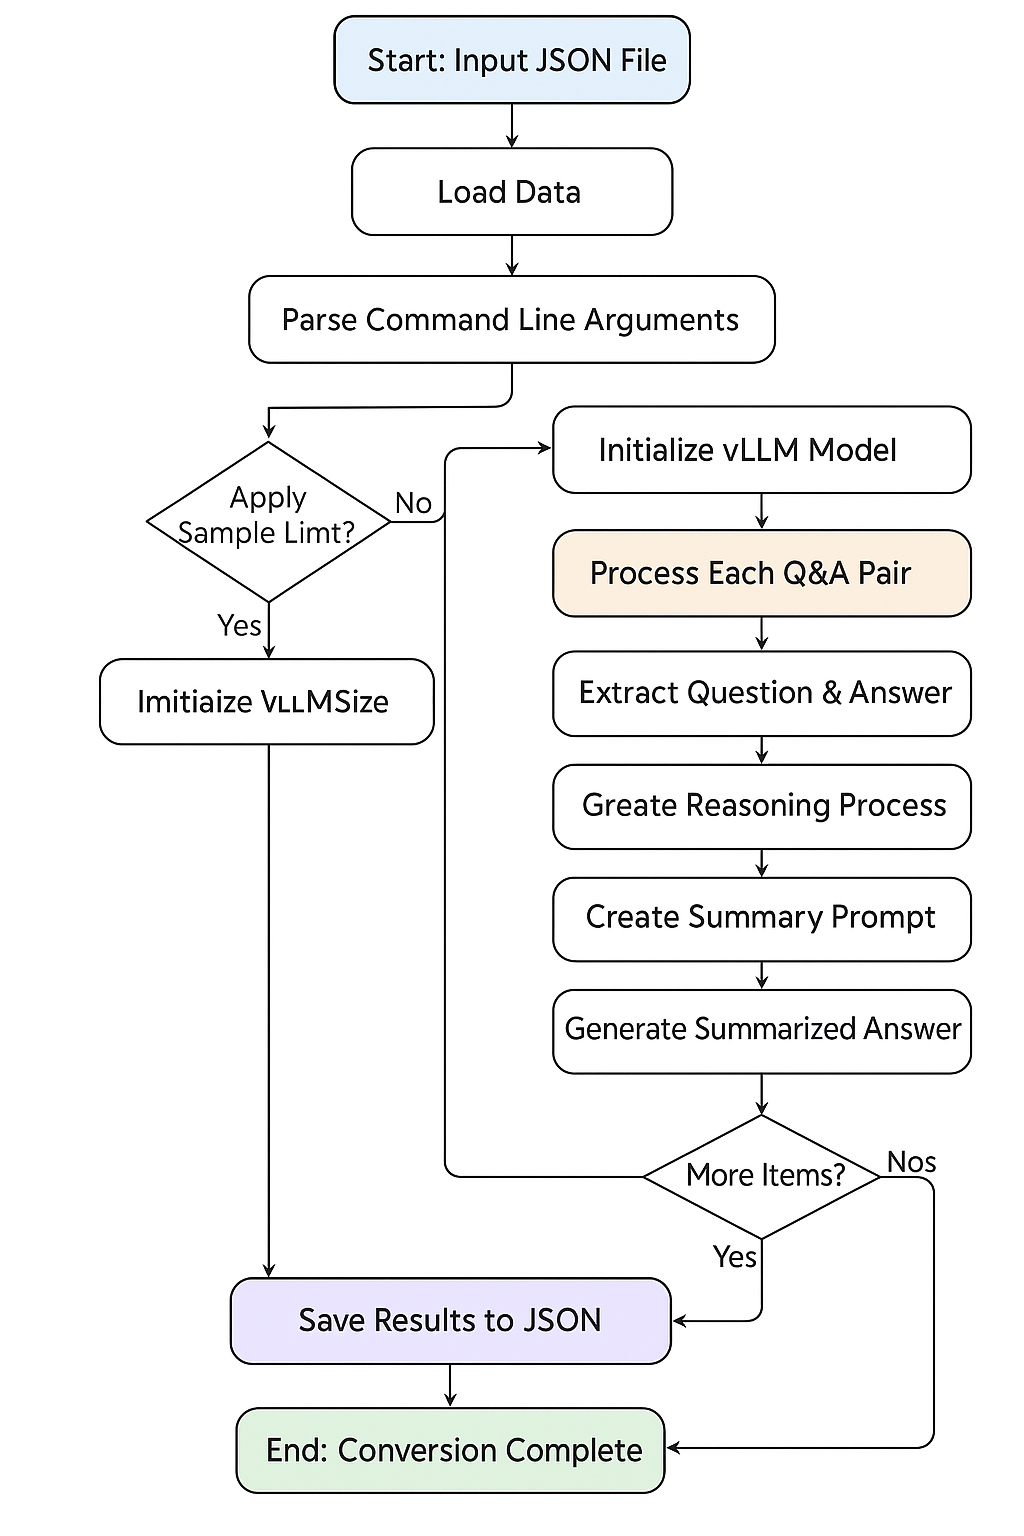 Start: Input JSON File
Load Data
Parse Command Line Arguments
Apply
Sample Limt?
No
Yes
Imitiaize VLLMSize
Initialize vLLM Model
Process Each Q&A Pair
Extract Question & Answer
Greate Reasoning Process
Create Summary Prompt
Generate Summarized Answer
More Items?
Nos
Yes
Save Results to JSON
End: Conversion Complete